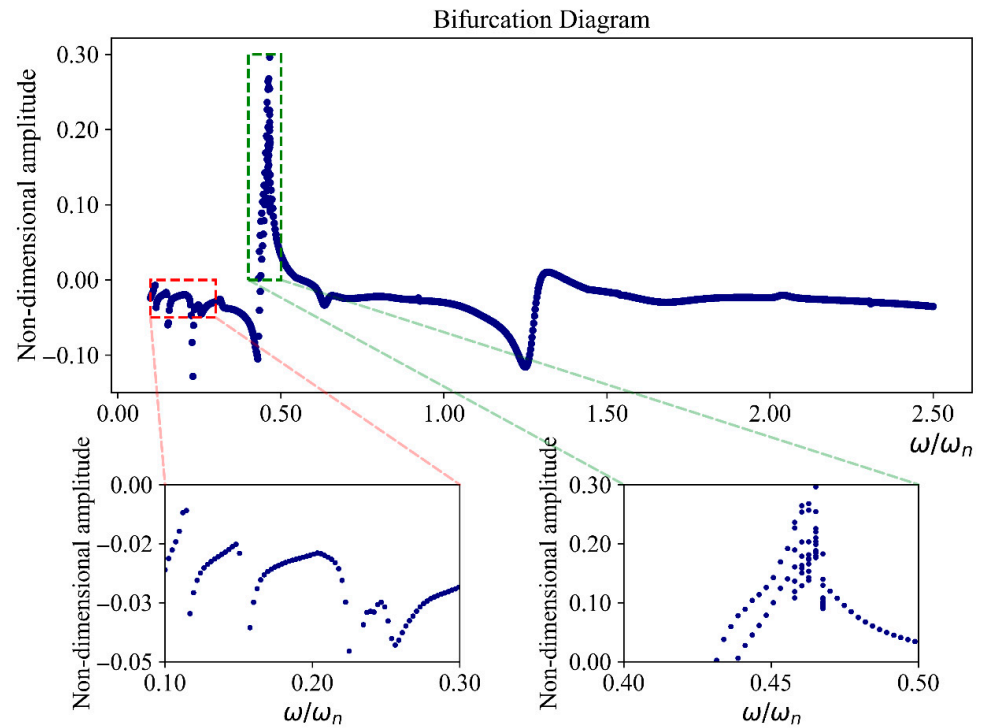 Bifurcation Diagram
Non-dimensional amplitude
0.30
0.20
0.10
0.00
−0.10
0.00 0.50 1.00 1.50 2.00 2.50
ω/ωn
Non-dimensional amplitude
0.00
−0.02
−0.03
−0.05
0.10 0.20 0.30
ω/ωn
Non-dimensional amplitude
0.30
0.20
0.10
0.00
0.40 0.45 0.50
ω/ωn